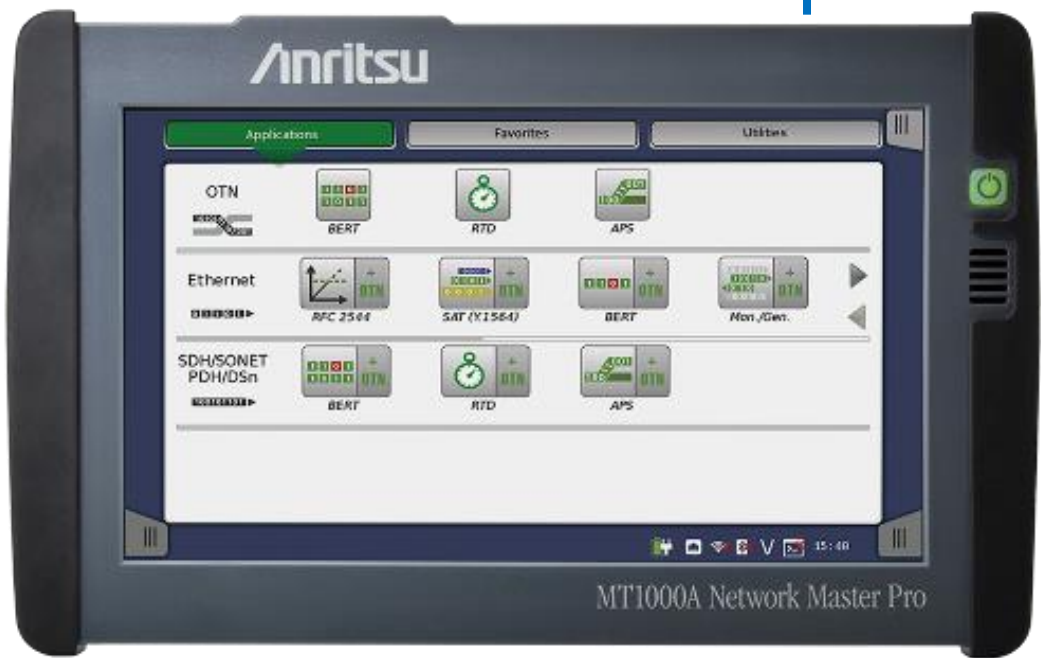 Anritsu
Applications Favorites Utilities
OTN
BERT RTD APS
Ethernet
RFC 2544 SAT (Y.1564) BERT Mon./Gen.
+ OTN + OTN + OTN + OTN
SDH/SONET
PDH/DSn
BERT RTD APS
+ OTN + OTN + OTN
15:48
MT1000A Network Master Pro